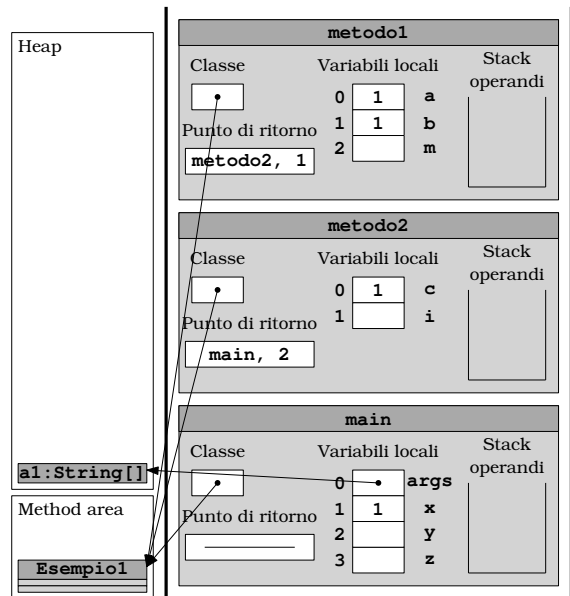 Heap
a1:String[]
Method area
Esempio1
metodo1
Classe
Variabili locali
Stack
operandi
0 1 a
Punto di ritorno
1 1 b
metodo2, 1
2 m
metodo2
Classe
Variabili locali
Stack
operandi
0 1 c
Punto di ritorno
1 i
main, 2
main
Classe
Variabili locali
Stack
operandi
0 args
Punto di ritorno
1 1 x
2 y
3 z